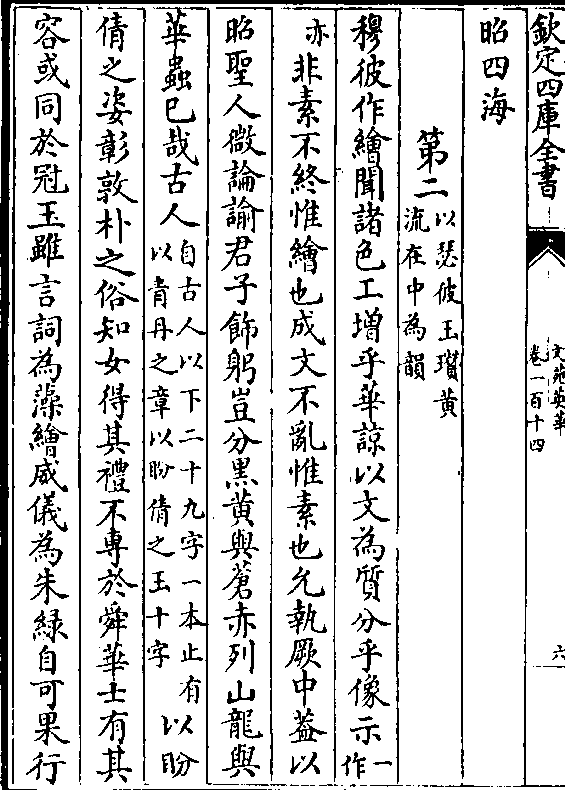 欽定四庫全書
文苑英華
卷一百十四
六
昭四海
第二以瑟彼玉瓚黃
流在中為韻
穆彼作繪聞諸色工增乎華諒以文為質分乎像示一
作
亦非素不終惟繪也成文不亂惟素也允執厥中蓋以
昭聖人微論諭君子飾躬豈分黑黃與蒼赤列山龍與
華蟲已哉古人自古人以下二十九字一本止有
以青丹之章以盼倩之玉十字以盼
倩之姿彰敦朴之俗知女得其禮不專於舜華士有其
容或同於冠玉雖言詞為藻繪威儀為朱緑自可果行